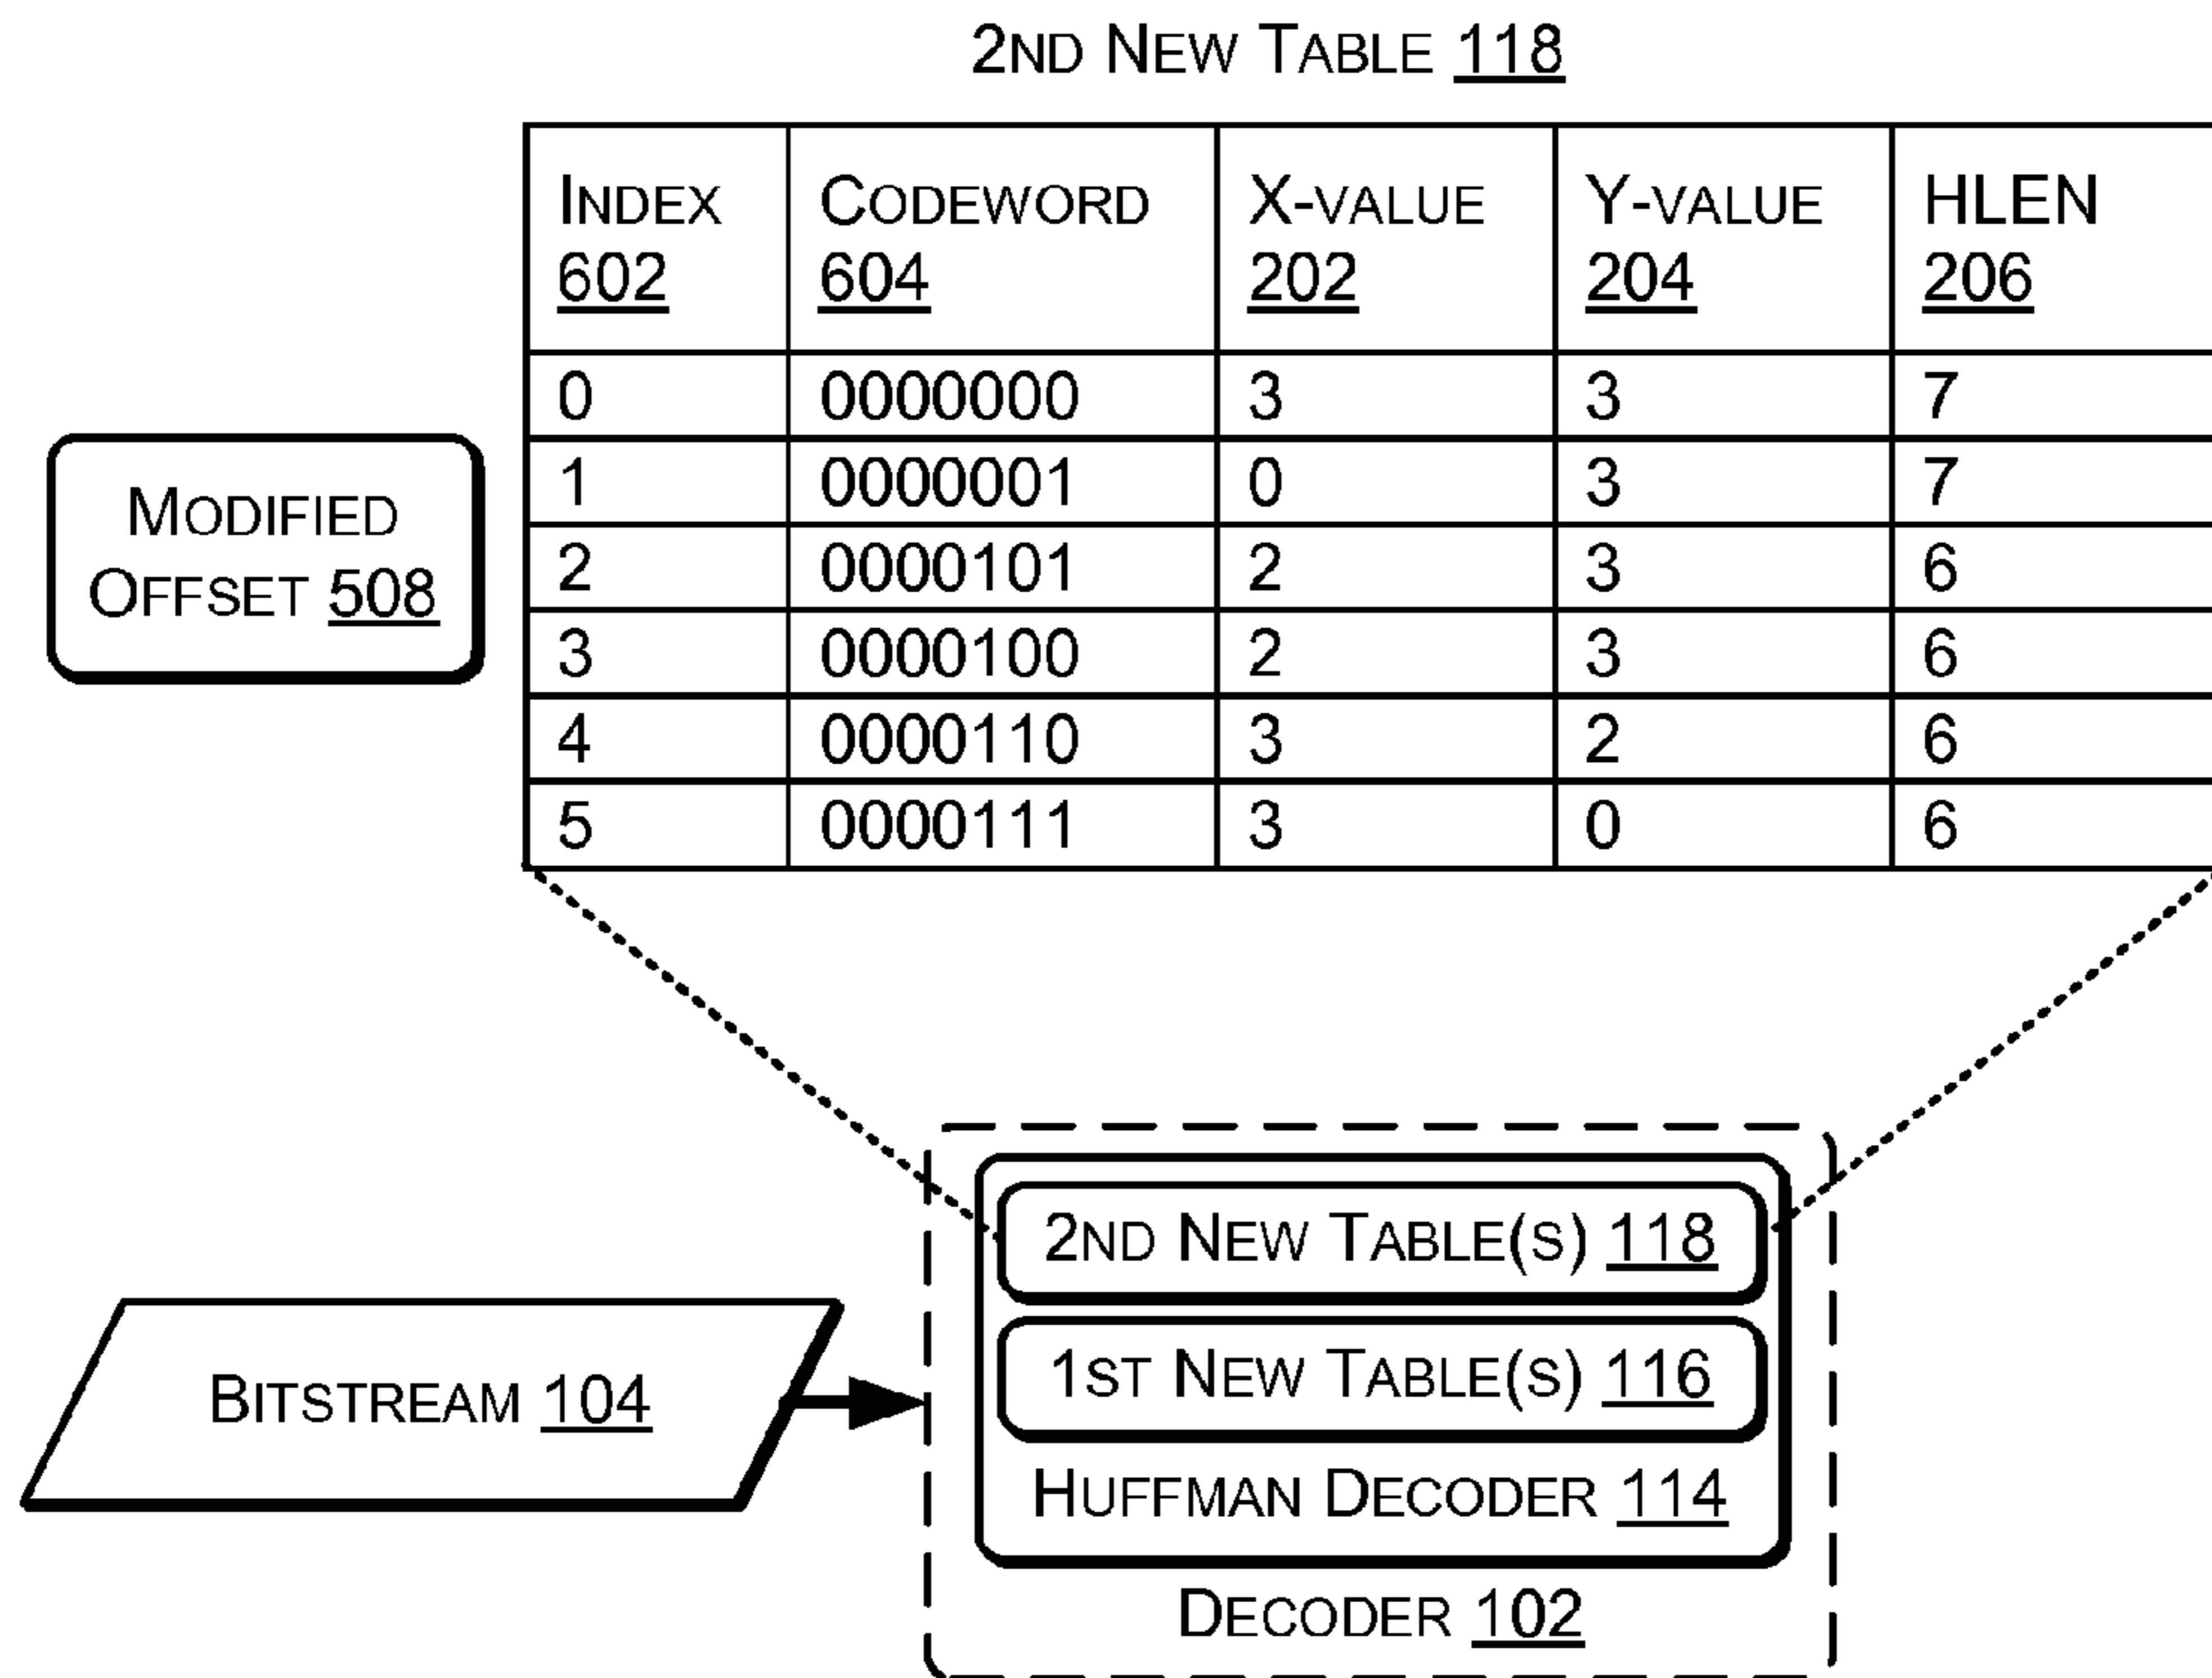 2ND NEW TABLE 118
INDEX 602 CODEWORD 604 X-VALUE 202 Y-VALUE 204 HLEN 206
0 0000000 3 3 7
1 0000001 0 3 7
2 0000101 2 3 6
3 0000100 2 3 6
4 0000110 3 2 6
5 0000111 3 0 6
MODIFIED
OFFSET 508
2ND NEW TABLE(S) 118
1ST NEW TABLE(S) 116
HUFFMAN DECODER 114
DECODER 102
BITSTREAM 104